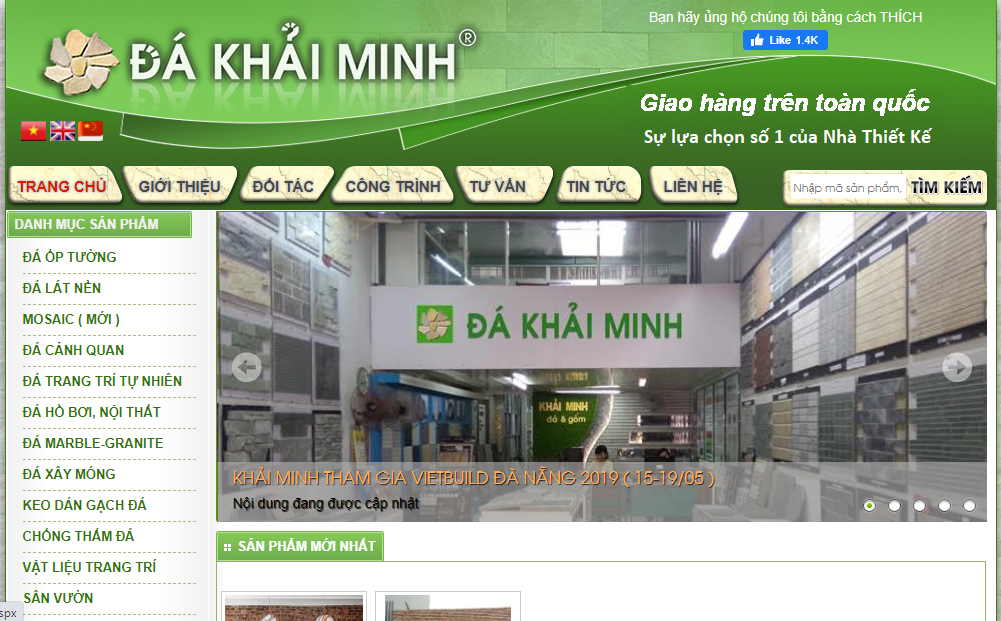 Bạn hãy ủng hộ chúng tôi bằng cách THÍCH
Like 1.4K
ĐÁ KHẢI MINH®
Giao hàng trên toàn quốc
Sự lựa chọn số 1 của Nhà Thiết Kế
TRANG CHỦ GIỚI THIỆU ĐỐI TÁC CÔNG TRÌNH TƯ VẤN TIN TỨC LIÊN HỆ Nhập mã sản phẩm, TÌM KIẾM
DANH MỤC SẢN PHẨM
ĐÁ ỐP TƯỜNG
ĐÁ LÁT NỀN
MOSAIC ( MỚI )
ĐÁ CẢNH QUAN
ĐÁ TRANG TRÍ TỰ NHIÊN
ĐÁ HỒ BƠI, NỘI THẤT
ĐÁ MARBLE-GRANITE
ĐÁ XÂY MÓNG
KEO DÁN GẠCH ĐÁ
CHỐNG THẤM ĐÁ
VẬT LIỆU TRANG TRÍ
SÂN VƯỜN
spx
ĐÁ KHẢI MINH
KHẢI MINH
đá & gốm
KHẢI MINH THAM GIA VIETBUILD ĐÀ NẴNG 2019 ( 15-19/05 )
Nội dung đang được cập nhật
SẢN PHẨM MỚI NHẤT